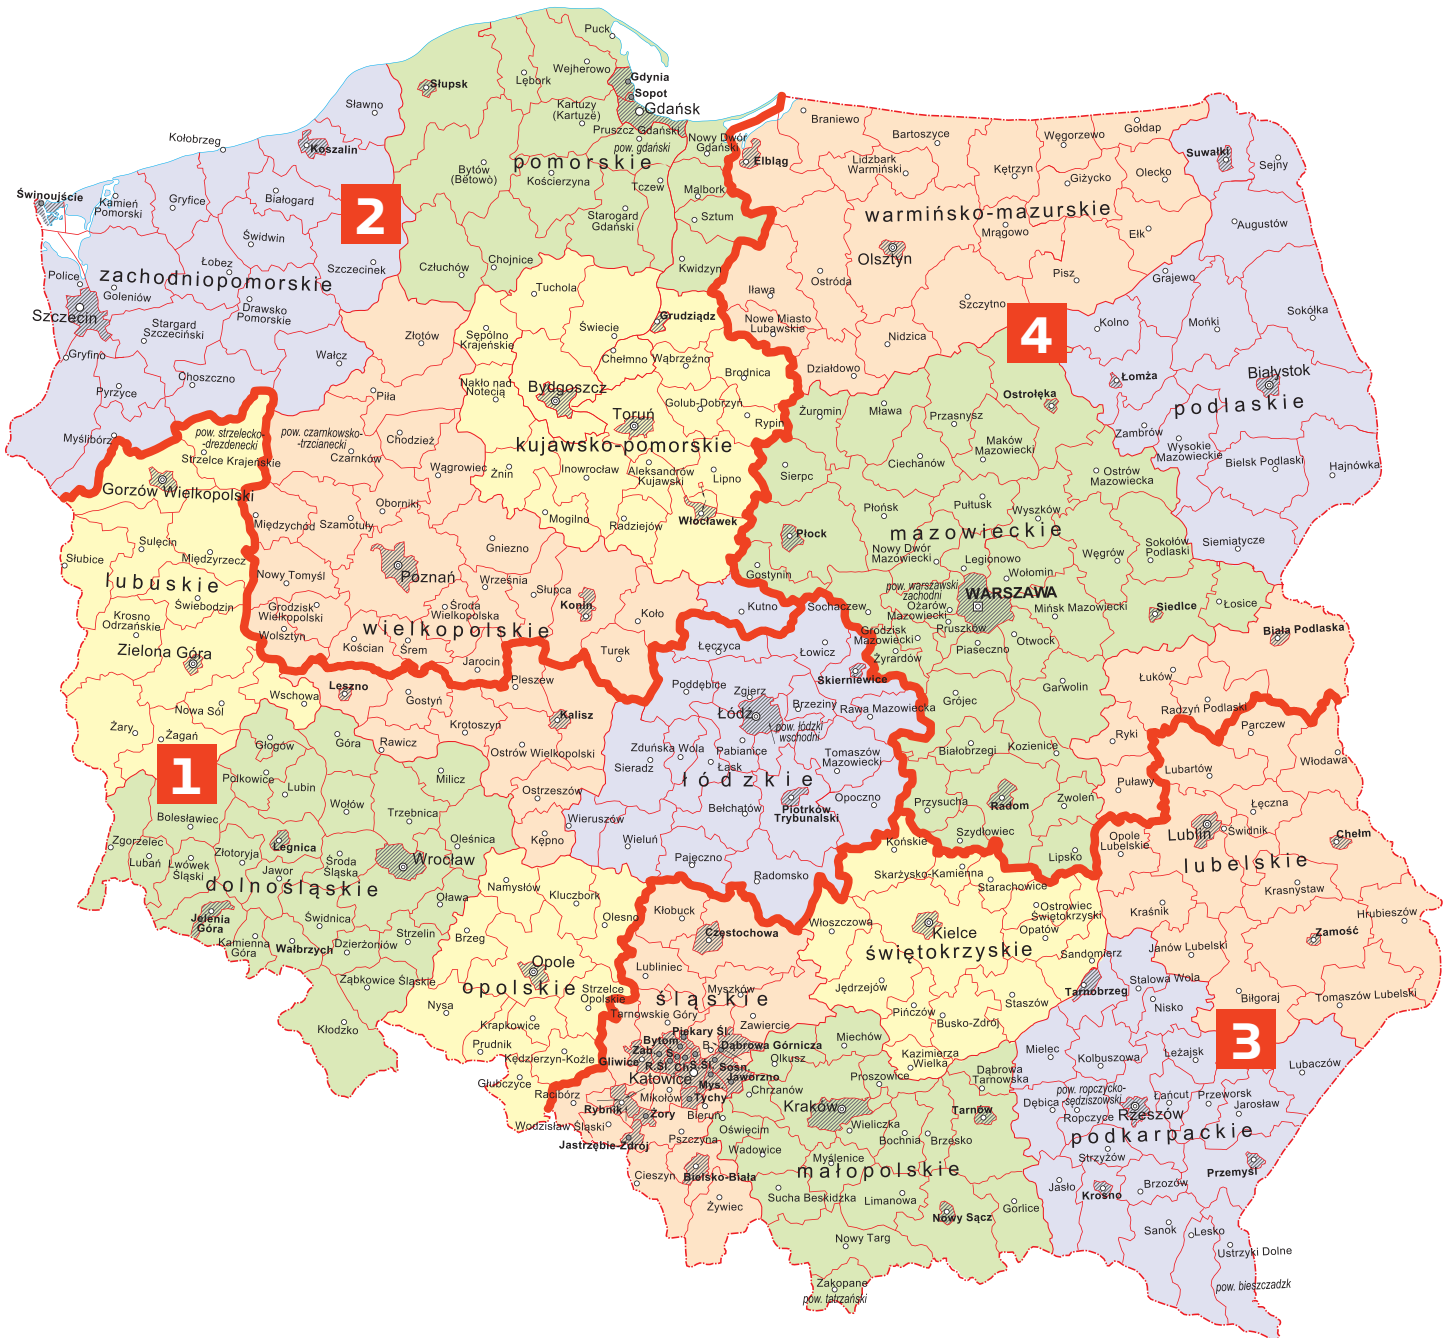 Puck
Wejherowo
Gdynia
Lębork
Słupsk
Sopot
Sławno
Kartuzy
(Kartuzë)
Gdańsk
Pruszcz Gdański
Nowy Dwór
Gdański
pow. gdański
Kołobrzeg
Koszalin
pomorskie
Elbląg
Braniewo
Bartoszyce
Węgorzewo
Gołdap
Suwałki
Sejny
Lidzbark
Warmiński
Kętrzyn
Giżycko
Olecko
Bytów
(Bëtowò)
Kościerzyna
Tczew
Malbork
Świnoujście
Kamień
Pomorski
Gryfice
Białogard
2
Starogard
Gdański
Sztum
warmińsko-mazurskie
Mrągowo
Ełk
Augustów
Świdwin
Olsztyn
Police
Łobez
Szczecinek
Człuchów
Chojnice
Kwidzyn
Ostróda
Pisz
Grajewo
zachodniopomorskie
Goleniów
Drawsko
Pomorskie
Tuchola
Iława
Szczytno
Szczecin
Stargard
Szczeciński
Złotów
Sępólno
Krajeńskie
Świecie
Grudziądz
Nowe Miasto
Lubawskie
Nidzica
4
Kolno
Mońki
Sokółka
Gryfino
Wałcz
Chełmno
Wąbrzeźno
Brodnica
Działdowo
Łomża
Białystok
Choszczno
Pyrzyce
Piła
Nakło nad
Notecią
Bydgoszcz
Toruń
Golub-Dobrzyń
Rypin
Żuromin
Mława
Przasnysz
Ostrołęka
podlaskie
Myślibórz
pow. strzelecko-
-drezdenecki
pow. czarnkowsko-
-trzcianecki
Chodzież
kujawsko-pomorskie
Maków
Mazowiecki
Zambrów
Wysokie
Mazowieckie
Bielsk Podlaski
Hajnówka
Strzelce Krajeńskie
Czarnków
Wągrowiec
Żnin
Inowrocław
Aleksandrów
Kujawski
Lipno
Sierpc
Ciechanów
Ostrów
Mazowiecka
Gorzów Wielkopolski
Oborniki
Mogilno
Radziejów
Włocławek
Płońsk
Pułtusk
Wyszków
Międzychód
Szamotuły
Płock
mazowieckie
Siemiatycze
Sulęcin
Międzyrzecz
Słubice
Gniezno
Nowy Dwór
Mazowiecki
Legionowo
Węgrów
Sokołów
Podlaski
lubuskie
Nowy Tomyśl
Poznań
Września
Słupca
Gostynin
Wołomin
pow. warszawski
zachodni
WARSZAWA
Świebodzin
Grodzisk
Wielkopolski
Środa
Wielkopolska
Konin
Koło
Kutno
Sochaczew
Ożarów
Mazowiecki
Mińsk Mazowiecki
Siedlce
Łosice
Krosno
Odrzańskie
Wolsztyn
wielkopolskie
Grodzisk
Mazowiecki
Pruszków
Otwock
Biała Podlaska
Zielona Góra
Kościan
Śrem
Jarocin
Turek
Łęczyca
Łowicz
Żyrardów
Piaseczno
Wschowa
Leszno
Gostyń
Pleszew
Poddębice
Zgierz
Skierniewice
Garwolin
Łuków
Nowa Sól
Krotoszyn
Kalisz
Łódź
Brzeziny
Rawa Mazowiecka
Grójec
Radzyń Podlaski
Parczew
Żary
Żagań
Głogów
Góra
Rawicz
Ostrów Wielkopolski
Zduńska Wola
Pabianice
pow. łódzki
wschodni
Tomaszów
Mazowiecki
Białobrzegi
Kozienice
Ryki
Włodawa
1
Polkowice
Lubin
Milicz
Sieradz
Łask
łódzkie
Puławy
Lubartów
Bolesławiec
Wołów
Trzebnica
Ostrzeszów
Wieruszów
Bełchatów
Piotrków
Trybunalski
Opoczno
Przysucha
Radom
Zwoleń
Łęczna
Zgorzelec
Lubań
Lwówek
Śląski
Złotoryja
Legnica
Środa
Śląska
Wrocław
Oleśnica
Kępno
Wieluń
Końskie
Szydłowiec
Lipsko
Opole
Lubelskie
Lublin
Świdnik
Chełm
Jawor
dolnośląskie
Namysłów
Kluczbork
Pajęczno
Radomsko
Skarżysko-Kamienna
Starachowice
lubelskie
Krasnystaw
Jelenia
Góra
Świdnica
Oława
Olesno
Kłobuck
Włoszczowa
Ostrowiec
Świętokrzyski
Kraśnik
Hrubieszów
Kamienna
Góra
Wałbrzych
Dzierżoniów
Strzelin
Brzeg
Częstochowa
Kielce
Opatów
Zamość
Ząbkowice Śląskie
Opole
Lubliniec
świętokrzyskie
Sandomierz
Janów Lubelski
opolskie
Strzelce
Opolskie
Myszków
Jędrzejów
Staszów
Tarnobrzeg
Stalowa Wola
Nisko
Biłgoraj
Tomaszów Lubelski
Kłodzko
Nysa
Krapkowice
śląskie
Tarnowskie Góry
Zawiercie
Pińczów
Busko-Zdrój
Prudnik
Kędzierzyn-Koźle
Piekary Śl.
Bytom
B.
Dąbrowa Górnicza
Miechów
Kazimierza
Wielka
Mielec
Kolbuszowa
Leżajsk
3
Lubaczów
Głubczyce
Gliwice
Zab.
Ś.
R.Śl.
Ch.
S.Śl.
Sosn.
Olkusz
Proszowice
Dąbrowa
Tarnowska
Racibórz
Katowice
Mys.
Jaworzno
Chrzanów
pow. ropczycko-
-sędziszowski
Łańcut
Przeworsk
Jarosław
Rybnik
Mikołów
Tychy
Kraków
Tarnów
Dębica
Ropczyce
Rzeszów
Wodzisław Śląski
Żory
Bieruń
Oświęcim
Wieliczka
Bochnia
Brzesko
podkarpackie
Jastrzębie-Zdrój
Pszczyna
Wadowice
Myślenice
Strzyżów
Przemyśl
Cieszyn
Bielsko-Biała
małopolskie
Jasło
Krosno
Brzozów
Żywiec
Sucha Beskidzka
Limanowa
Nowy Sącz
Gorlice
Sanok
Lesko
Nowy Targ
Ustrzyki Dolne
Zakopane
pow. tatrzański
pow. bieszczadzk